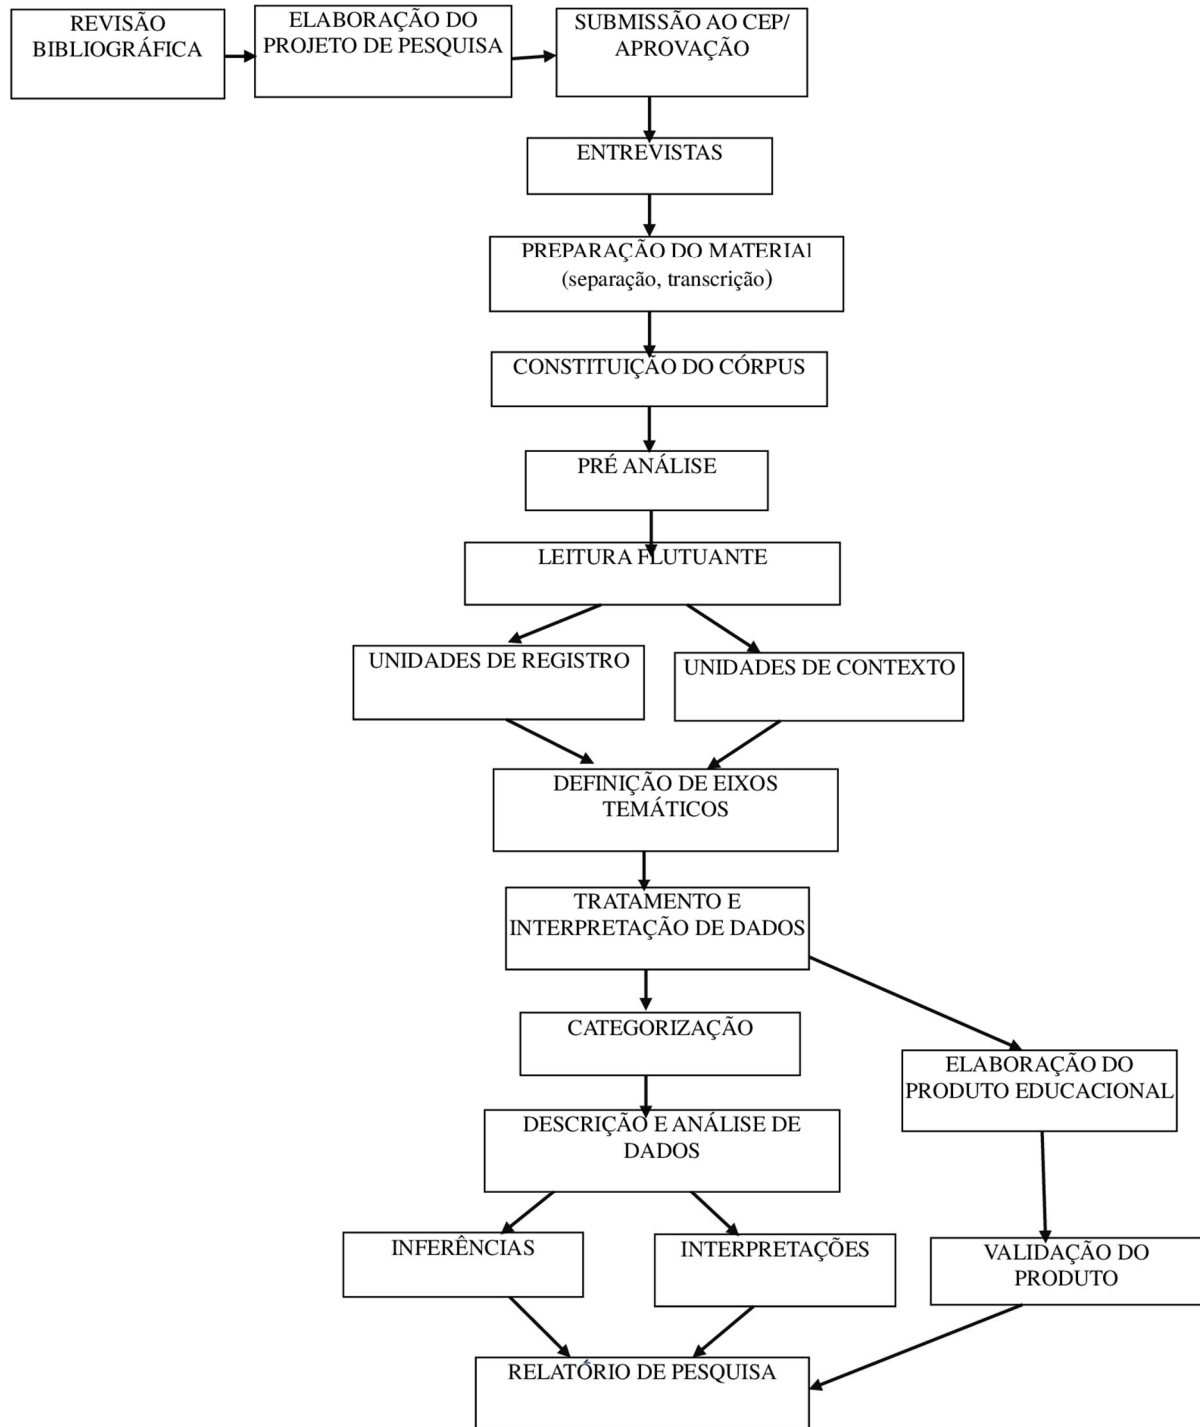 REVISÃO
BIBLIOGRÁFICA
ELABORAÇÃO DO
PROJETO DE PESQUISA
SUBMISSÃO AO CEP/
APROVAÇÃO
ENTREVISTAS
PREPARAÇÃO DO MATERIAL
(separação, transcrição)
CONSTITUIÇÃO DO CÓRPUS
PRÉ ANÁLISE
LEITURA FLUTUANTE
UNIDADES DE REGISTRO
UNIDADES DE CONTEXTO
DEFINIÇÃO DE EIXOS
TEMÁTICOS
TRATAMENTO E
INTERPRETAÇÃO DE DADOS
CATEGORIZAÇÃO
ELABORAÇÃO DO
PRODUTO EDUCACIONAL
DESCRIÇÃO E ANÁLISE DE
DADOS
INFERÊNCIAS
INTERPRETAÇÕES
VALIDAÇÃO DO
PRODUTO
RELATÓRIO DE PESQUISA